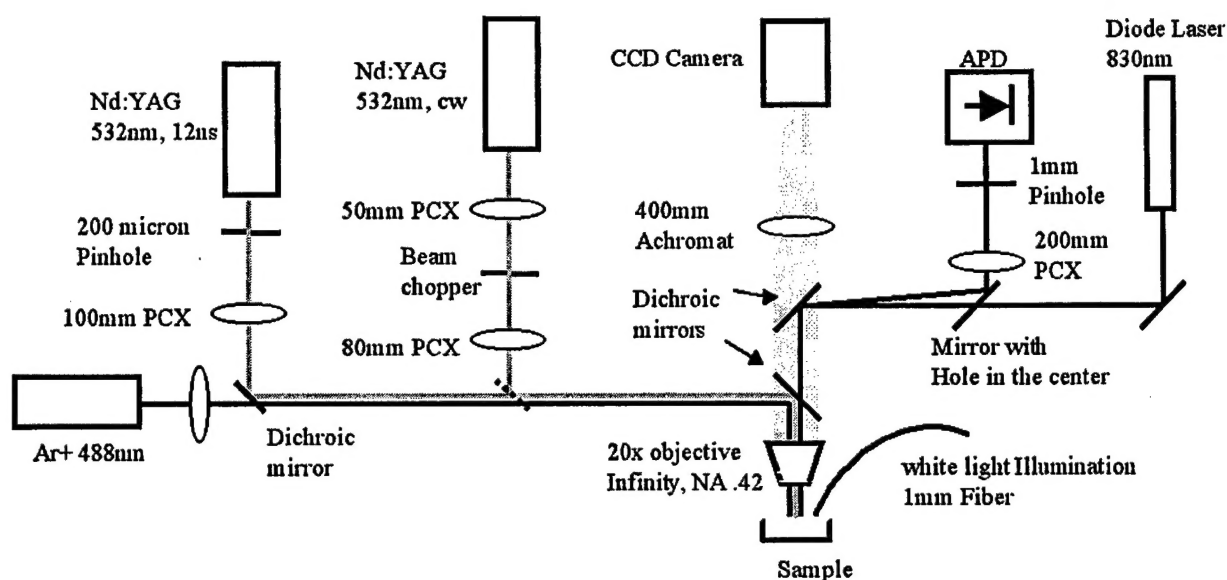 Diode Laser
830nm
APD
CCD Camera
Nd:YAG
532nm, cw
Nd:YAG
532nm, 12ns
1mm
Pinhole
50mm PCX
400mm
Achromat
200 micron
Pinhole
200mm
PCX
Beam
chopper
Dichroic
mirrors
100mm PCX
80mm PCX
Mirror with
Hole in the center
Ar+ 488nm
Dichroic
mirror
20x objective
Infinity, NA .42
white light Illumination
1mm Fiber
Sample